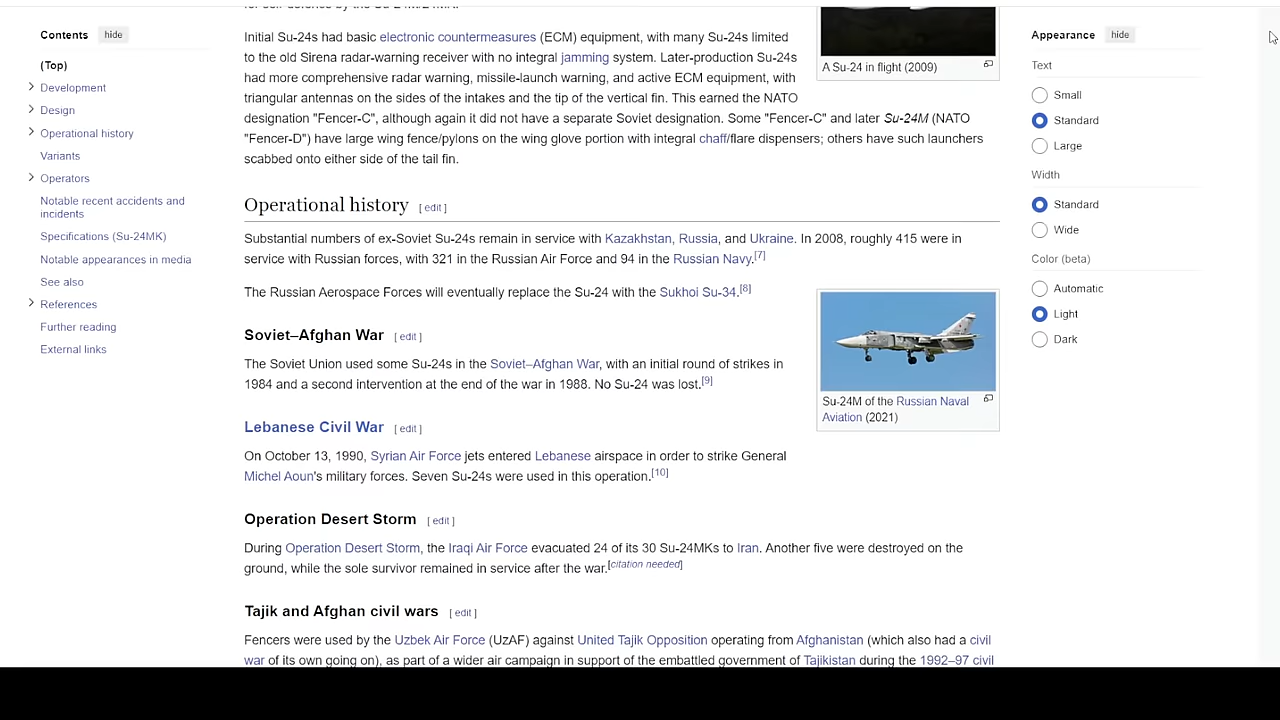 Contents hide
(Top)
Development
Design
Operational history
Variants
Operators
Notable recent accidents and
incidents
Specifications (Su-24MK)
Notable appearances in media
See also
References
Further reading
External links
Initial Su-24s had basic electronic countermeasures (ECM) equipment, with many Su-24s limited
to the old Sirena radar-warning receiver with no integral jamming system. Later-production Su-24s
had more comprehensive radar warning, missile-launch warning, and active ECM equipment, with
triangular antennas on the sides of the intakes and the tip of the vertical fin. This earned the NATO
designation "Fencer-C", although again it did not have a separate Soviet designation. Some "Fencer-C" and later Su-24M (NATO
"Fencer-D") have large wing fence/pylons on the wing glove portion with integral chaff/flare dispensers; others have such launchers
scabbed onto either side of the tail fin.
A Su-24 in flight (2009)
Operational history [ edit ]
Substantial numbers of ex-Soviet Su-24s remain in service with Kazakhstan, Russia, and Ukraine. In 2008, roughly 415 were in
service with Russian forces, with 321 in the Russian Air Force and 94 in the Russian Navy.[7]
The Russian Aerospace Forces will eventually replace the Su-24 with the Sukhoi Su-34.[8]
Soviet–Afghan War [ edit ]
The Soviet Union used some Su-24s in the Soviet–Afghan War, with an initial round of strikes in
1984 and a second intervention at the end of the war in 1988. No Su-24 was lost.[9]
Su-24M of the Russian Naval
Aviation (2021)
Lebanese Civil War [ edit ]
On October 13, 1990, Syrian Air Force jets entered Lebanese airspace in order to strike General
Michel Aoun's military forces. Seven Su-24s were used in this operation.[10]
Operation Desert Storm [ edit ]
During Operation Desert Storm, the Iraqi Air Force evacuated 24 of its 30 Su-24MKs to Iran. Another five were destroyed on the
ground, while the sole survivor remained in service after the war.[citation needed]
Tajik and Afghan civil wars [ edit ]
Fencers were used by the Uzbek Air Force (UzAF) against United Tajik Opposition operating from Afghanistan (which also had a civil
war of its own going on), as part of a wider air campaign in support of the embattled government of Tajikistan during the 1992–97 civil
Appearance hide
Text
Small
Standard
Large
Width
Standard
Wide
Color (beta)
Automatic
Light
Dark